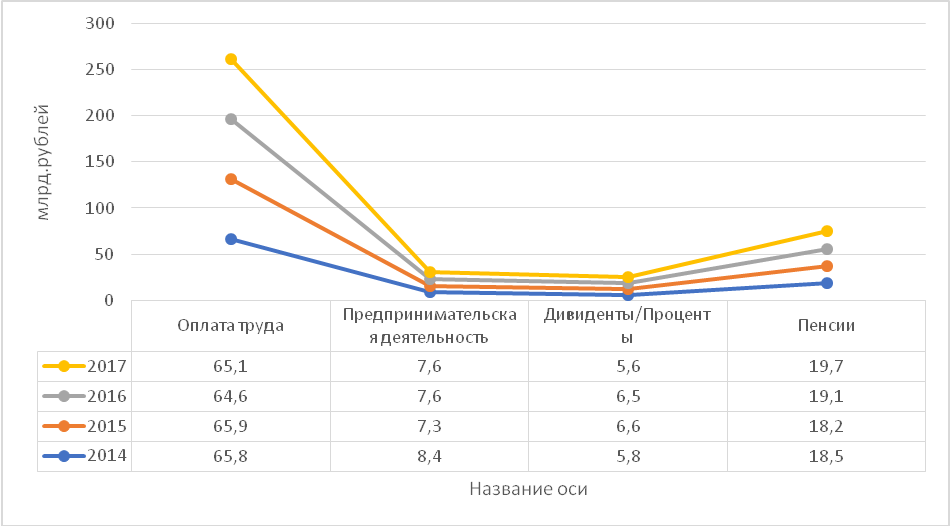 300
250
200
150
100
50
0
млрд.рублей
Оплата труда
Предпринимательска
я деятельность
Дивиденты/Процент
ы
Пенсии
2017 65,1 7,6 5,6 19,7
2016 64,6 7,6 6,5 19,1
2015 65,9 7,3 6,6 18,2
2014 65,8 8,4 5,8 18,5
Название оси